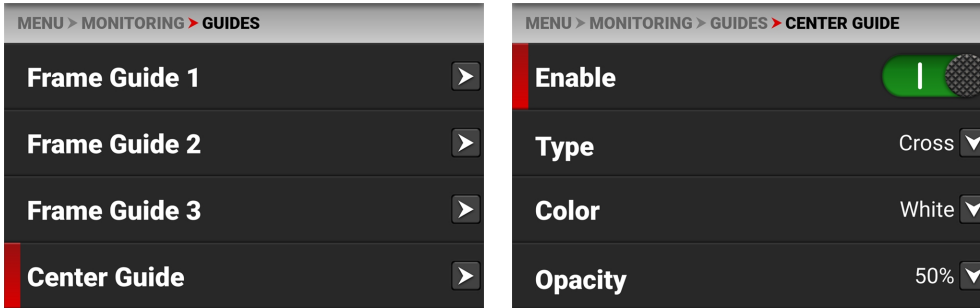 MENU > MONITORING > GUIDES
Frame Guide 1
Frame Guide 2
Frame Guide 3
Center Guide
MENU > MONITORING > GUIDES > CENTER GUIDE
Enable
Type Cross
Color White
Opacity 50%